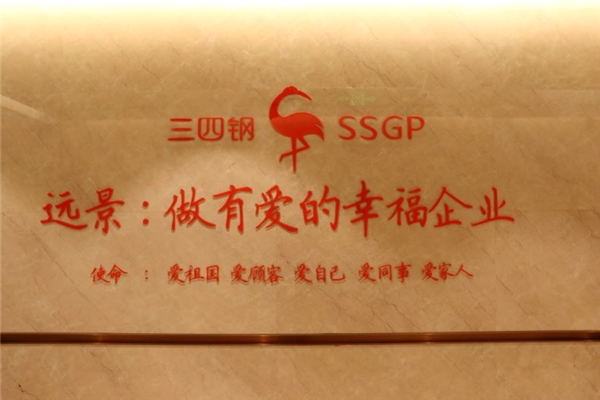 三四钢 SSGP
远景：做有爱的幸福企业
使命：爱祖国 爱顾客 爱自己 爱同事 爱家人